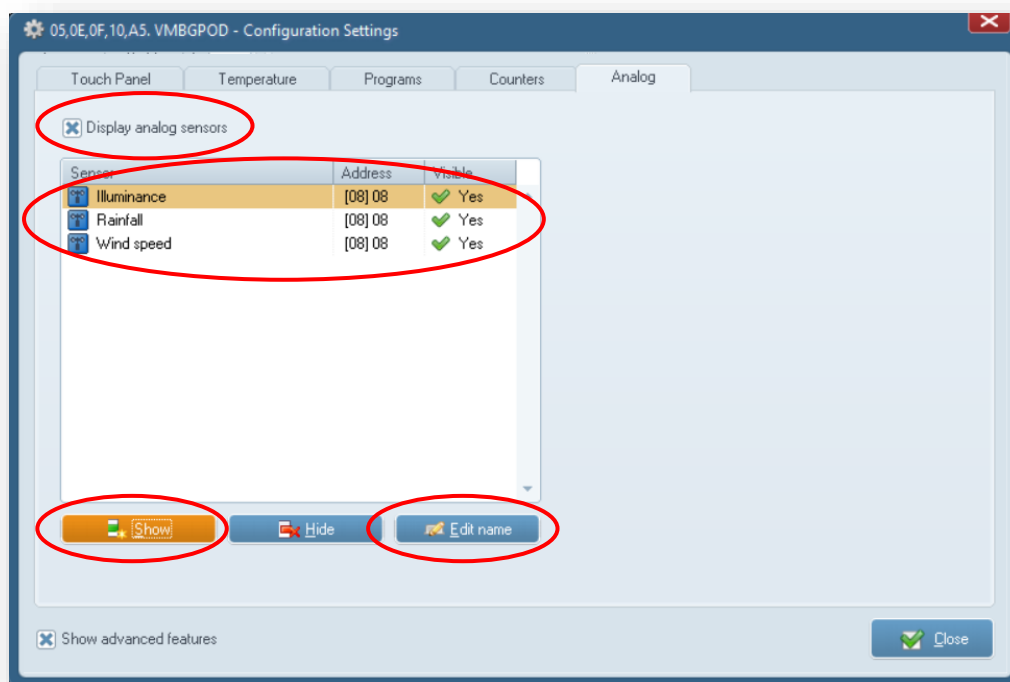 05,0E,0F,10,A5. VMBGPOD - Configuration Settings
Touch Panel Temperature Programs Counters Analog
Display analog sensors
Sensor Address Visible
Illuminance [08] 08 Yes
Rainfall [08] 08 Yes
Wind speed [08] 08 Yes
Show Hide Edit name
Show advanced features
Close